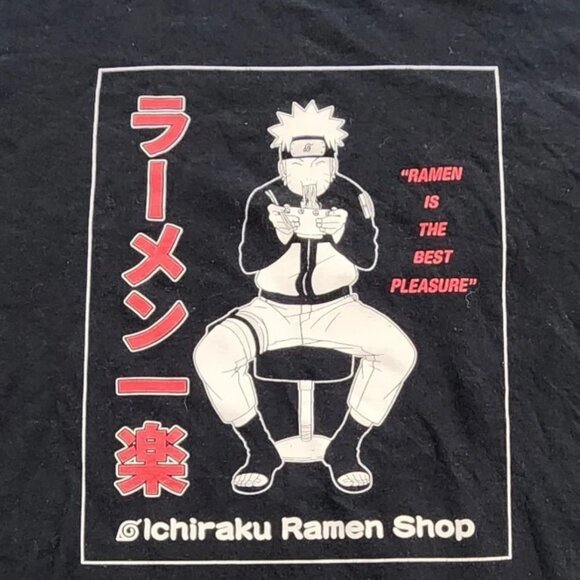 ラーメン一楽
"RAMEN
IS
THE
BEST
PLEASURE"
Ichiraku Ramen Shop